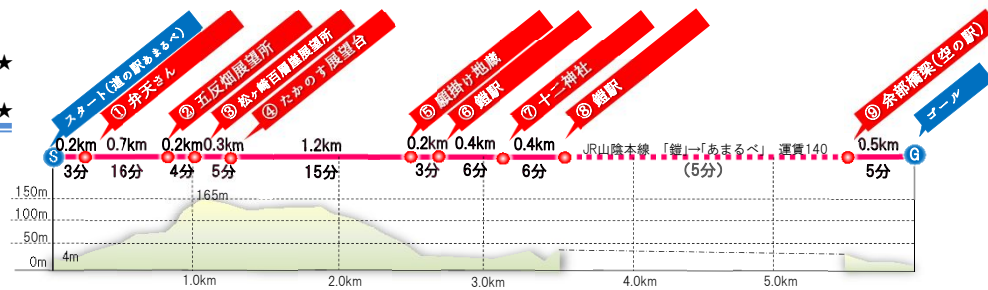 ★
★
スタート(道の駅あまるべ)
① 弁天さん
② 五反畑展望所
③ 松ヶ崎百層崖展望所
④ たかのす展望台
⑤ 願掛け地蔵
⑥ 鎧駅
⑦ 十二神社
⑧ 鎧駅
⑨ 余部橋梁(空の駅)
ゴール
0.2km 0.7km 0.2km 0.3km 1.2km 0.2km 0.4km 0.4km JR山陰本線 「鎧」→「あまるべ」 運賃140 0.5km
S G
3分 16分 4分 5分 15分 3分 6分 6分 (5分) 5分
150m
165m
100m
50m
0m 4m
1.0km 2.0km 3.0km 4.0km 5.0km